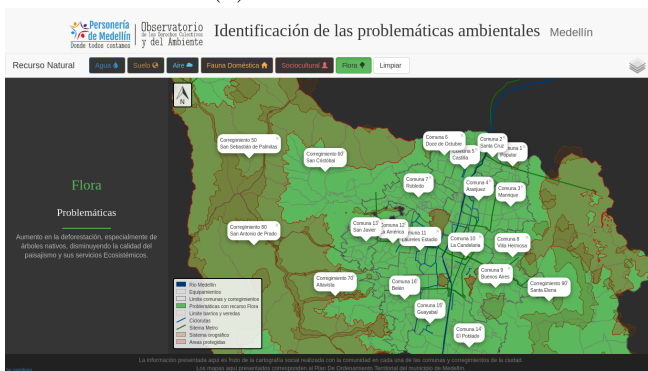 Personería
de Medellín
Donde todos contamos
Observatorio
de los Derechos Colectivos
y del Ambiente
Identificación de las problemáticas ambientales Medellín
Recurso Natural Agua Suelo Aire Fauna Doméstica Sociocultural Flora Limpiar
N
Corregimiento 50
San Sebastián de Palmitas
Corregimiento 60
San Cristóbal
Comuna 6
Doce de Octubre
Comuna 5
Castilla
Comuna 2
Santa Cruz
Comuna 1
Popular
Comuna 7
Robledo
Comuna 4
Aranjuez
Comuna 3
Manrique
Flora
Problemáticas
Aumento en la deforestación, especialmente de
árboles nativos, disminuyendo la calidad del
paisajismo y sus servicios Ecosistémicos.
Corregimiento 80
San Antonio de Prado
Comuna 13
San Javier
Comuna 12
La América
Comuna 11
Laureles Estadio
Comuna 10
La Candelaria
Comuna 8
Villa Hermosa
Corregimiento 70
Altavista
Comuna 16
Belén
Comuna 9
Buenos Aires
Corregimiento 90
Santa Elena
Comuna 15
Guayabal
Comuna 14
El Poblado
Río Medellín
Equipamientos
Límite comunas y corregimientos
Problemáticas con recurso Flora
Límite barrios y veredas
Ciclorutas
Sitema Metro
Sistema orográfico
Areas protegidas
La información presentada aquí es fruto de la cartografía social realizada con la comunidad en cada una de las comunas y corregimientos de la ciudad.
Los mapas aquí presentados corresponden al Plan De Ordenamiento Territorial del municipio de Medellín.